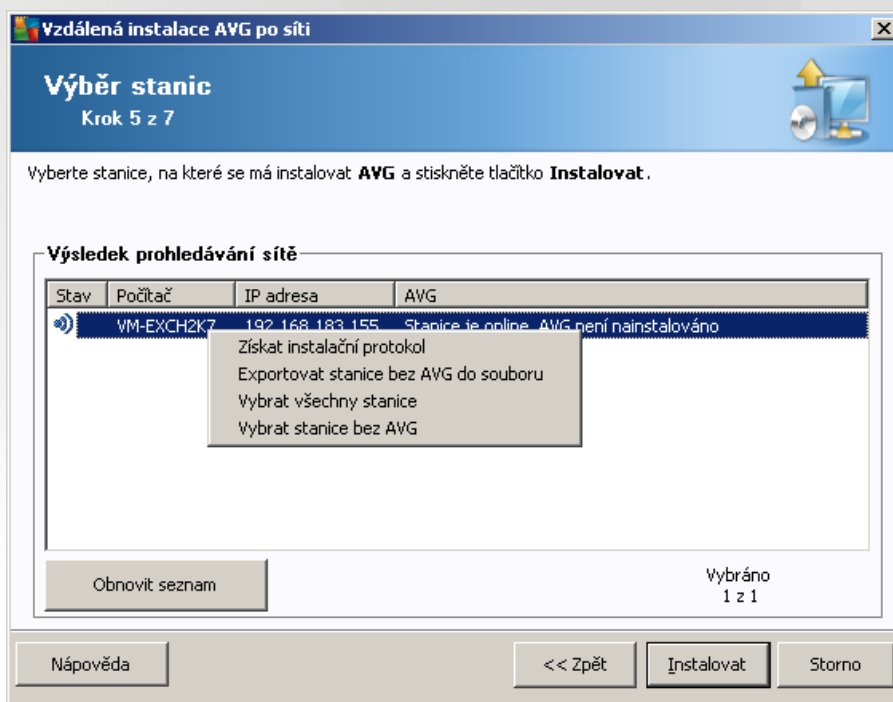 Vzdálená instalace AVG po síti
Výběr stanic
Krok 5 z 7
Vyberte stanice, na které se má instalovat AVG a stiskněte tlačítko Instalovat.
Výsledek prohledávání sítě
Stav Počítač IP adresa AVG
VM-EXCH2K7 192.168.183.155 Stanice je online, AVG není nainstalováno
Získat instalační protokol
Exportovat stanice bez AVG do souboru
Vybrat všechny stanice
Vybrat stanice bez AVG
Obnovit seznam
Vybráno
1 z 1
Nápověda << Zpět Instalovat Storno